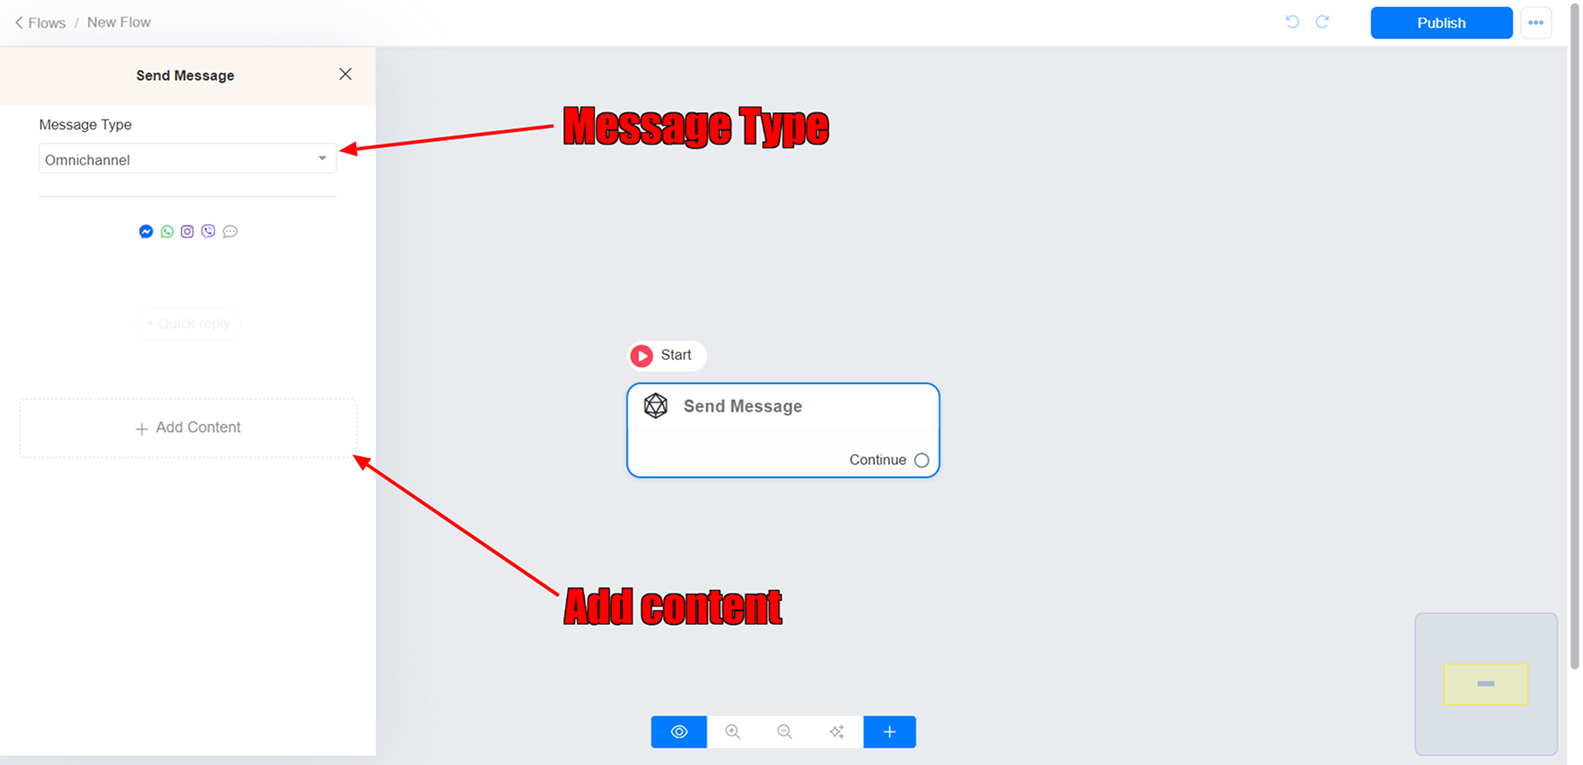 Flows / New Flow
Publish
Send Message
Message Type
Omnichannel
+ Quick reply
+ Add Content
Message Type
Start
Send Message
Continue
Add content